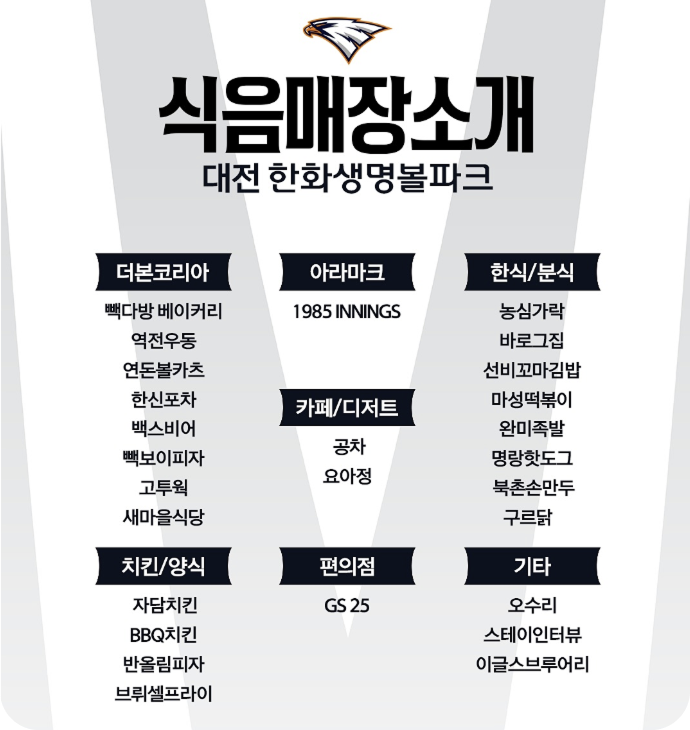 식음매장소개
대전 한화생명볼파크
더본코리아
빽다방 베이커리
역전우동
연돈볼카츠
한신포차
백스비어
빽보이피자
고투웍
새마을식당
아라마크
1985 INNINGS
카페/디저트
공차
요아정
한식/분식
농심가락
바로그집
선비꼬마김밥
마성떡볶이
완미족발
명랑핫도그
북촌손만두
구르닭
치킨/양식
자담치킨
BBQ치킨
반올림피자
브뤼셀프라이
편의점
GS 25
기타
오수리
스테이인터뷰
이글스브루어리